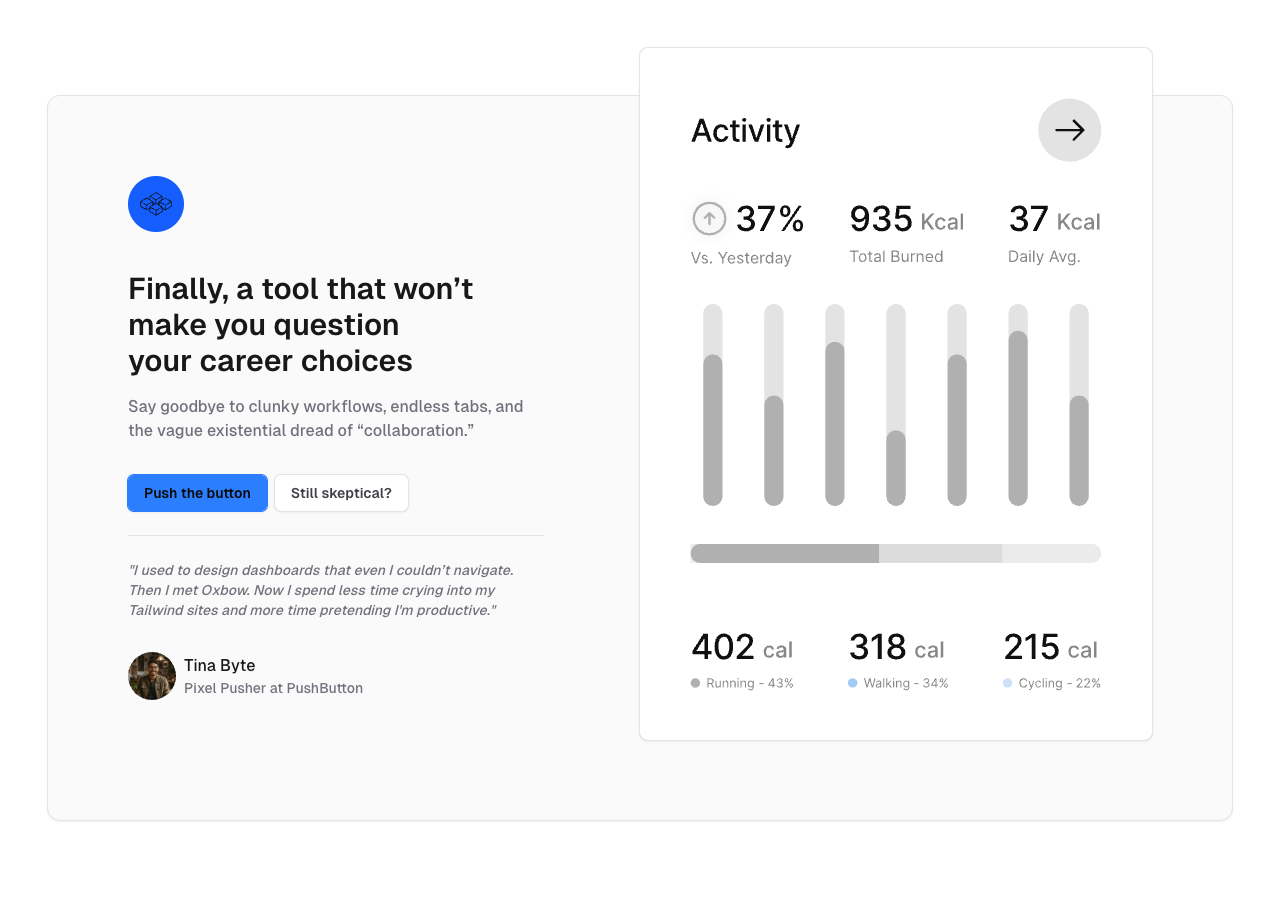 Finally, a tool that won’t
make you question
your career choices
Say goodbye to clunky workflows, endless tabs, and
the vague existential dread of “collaboration.”
Push the button
Still skeptical?
"I used to design dashboards that even I couldn’t navigate.
Then I met Oxbow. Now I spend less time crying into my
Tailwind sites and more time pretending I'm productive."
Tina Byte
Pixel Pusher at PushButton
Activity
37%
Vs. Yesterday
935 Kcal
Total Burned
37 Kcal
Daily Avg.
402 cal
Running - 43%
318 cal
Walking - 34%
215 cal
Cycling - 22%